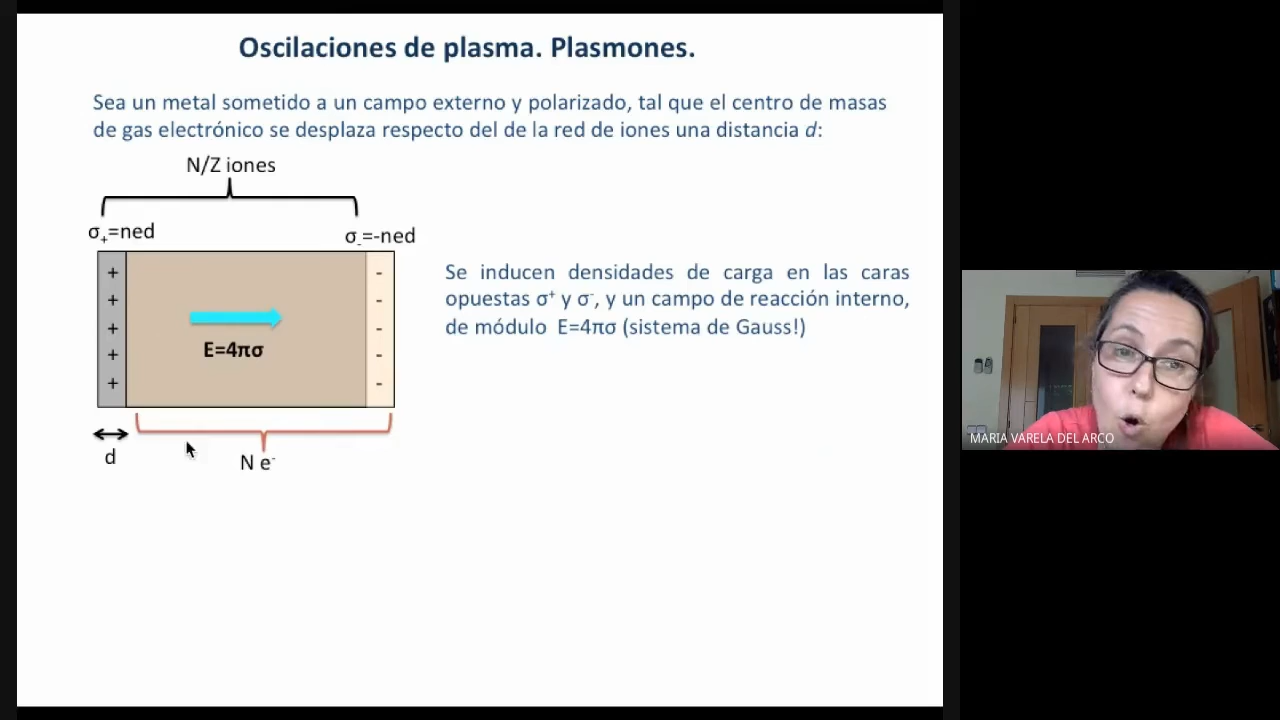 Oscilaciones de plasma. Plasmones.
Sea un metal sometido a un campo externo y polarizado, tal que el centro de masas
de gas electrónico se desplaza respecto del de la red de iones una distancia d:
N/Z iones
σ₊=ned
σ₋=-ned
+ -
+ -
+ -
+ -
+ -
E=4πσ
d
N e⁻
Se inducen densidades de carga en las caras
opuestas σ⁺ y σ⁻, y un campo de reacción interno,
de módulo E=4πσ (sistema de Gauss!)
MARIA VARELA DEL ARCO